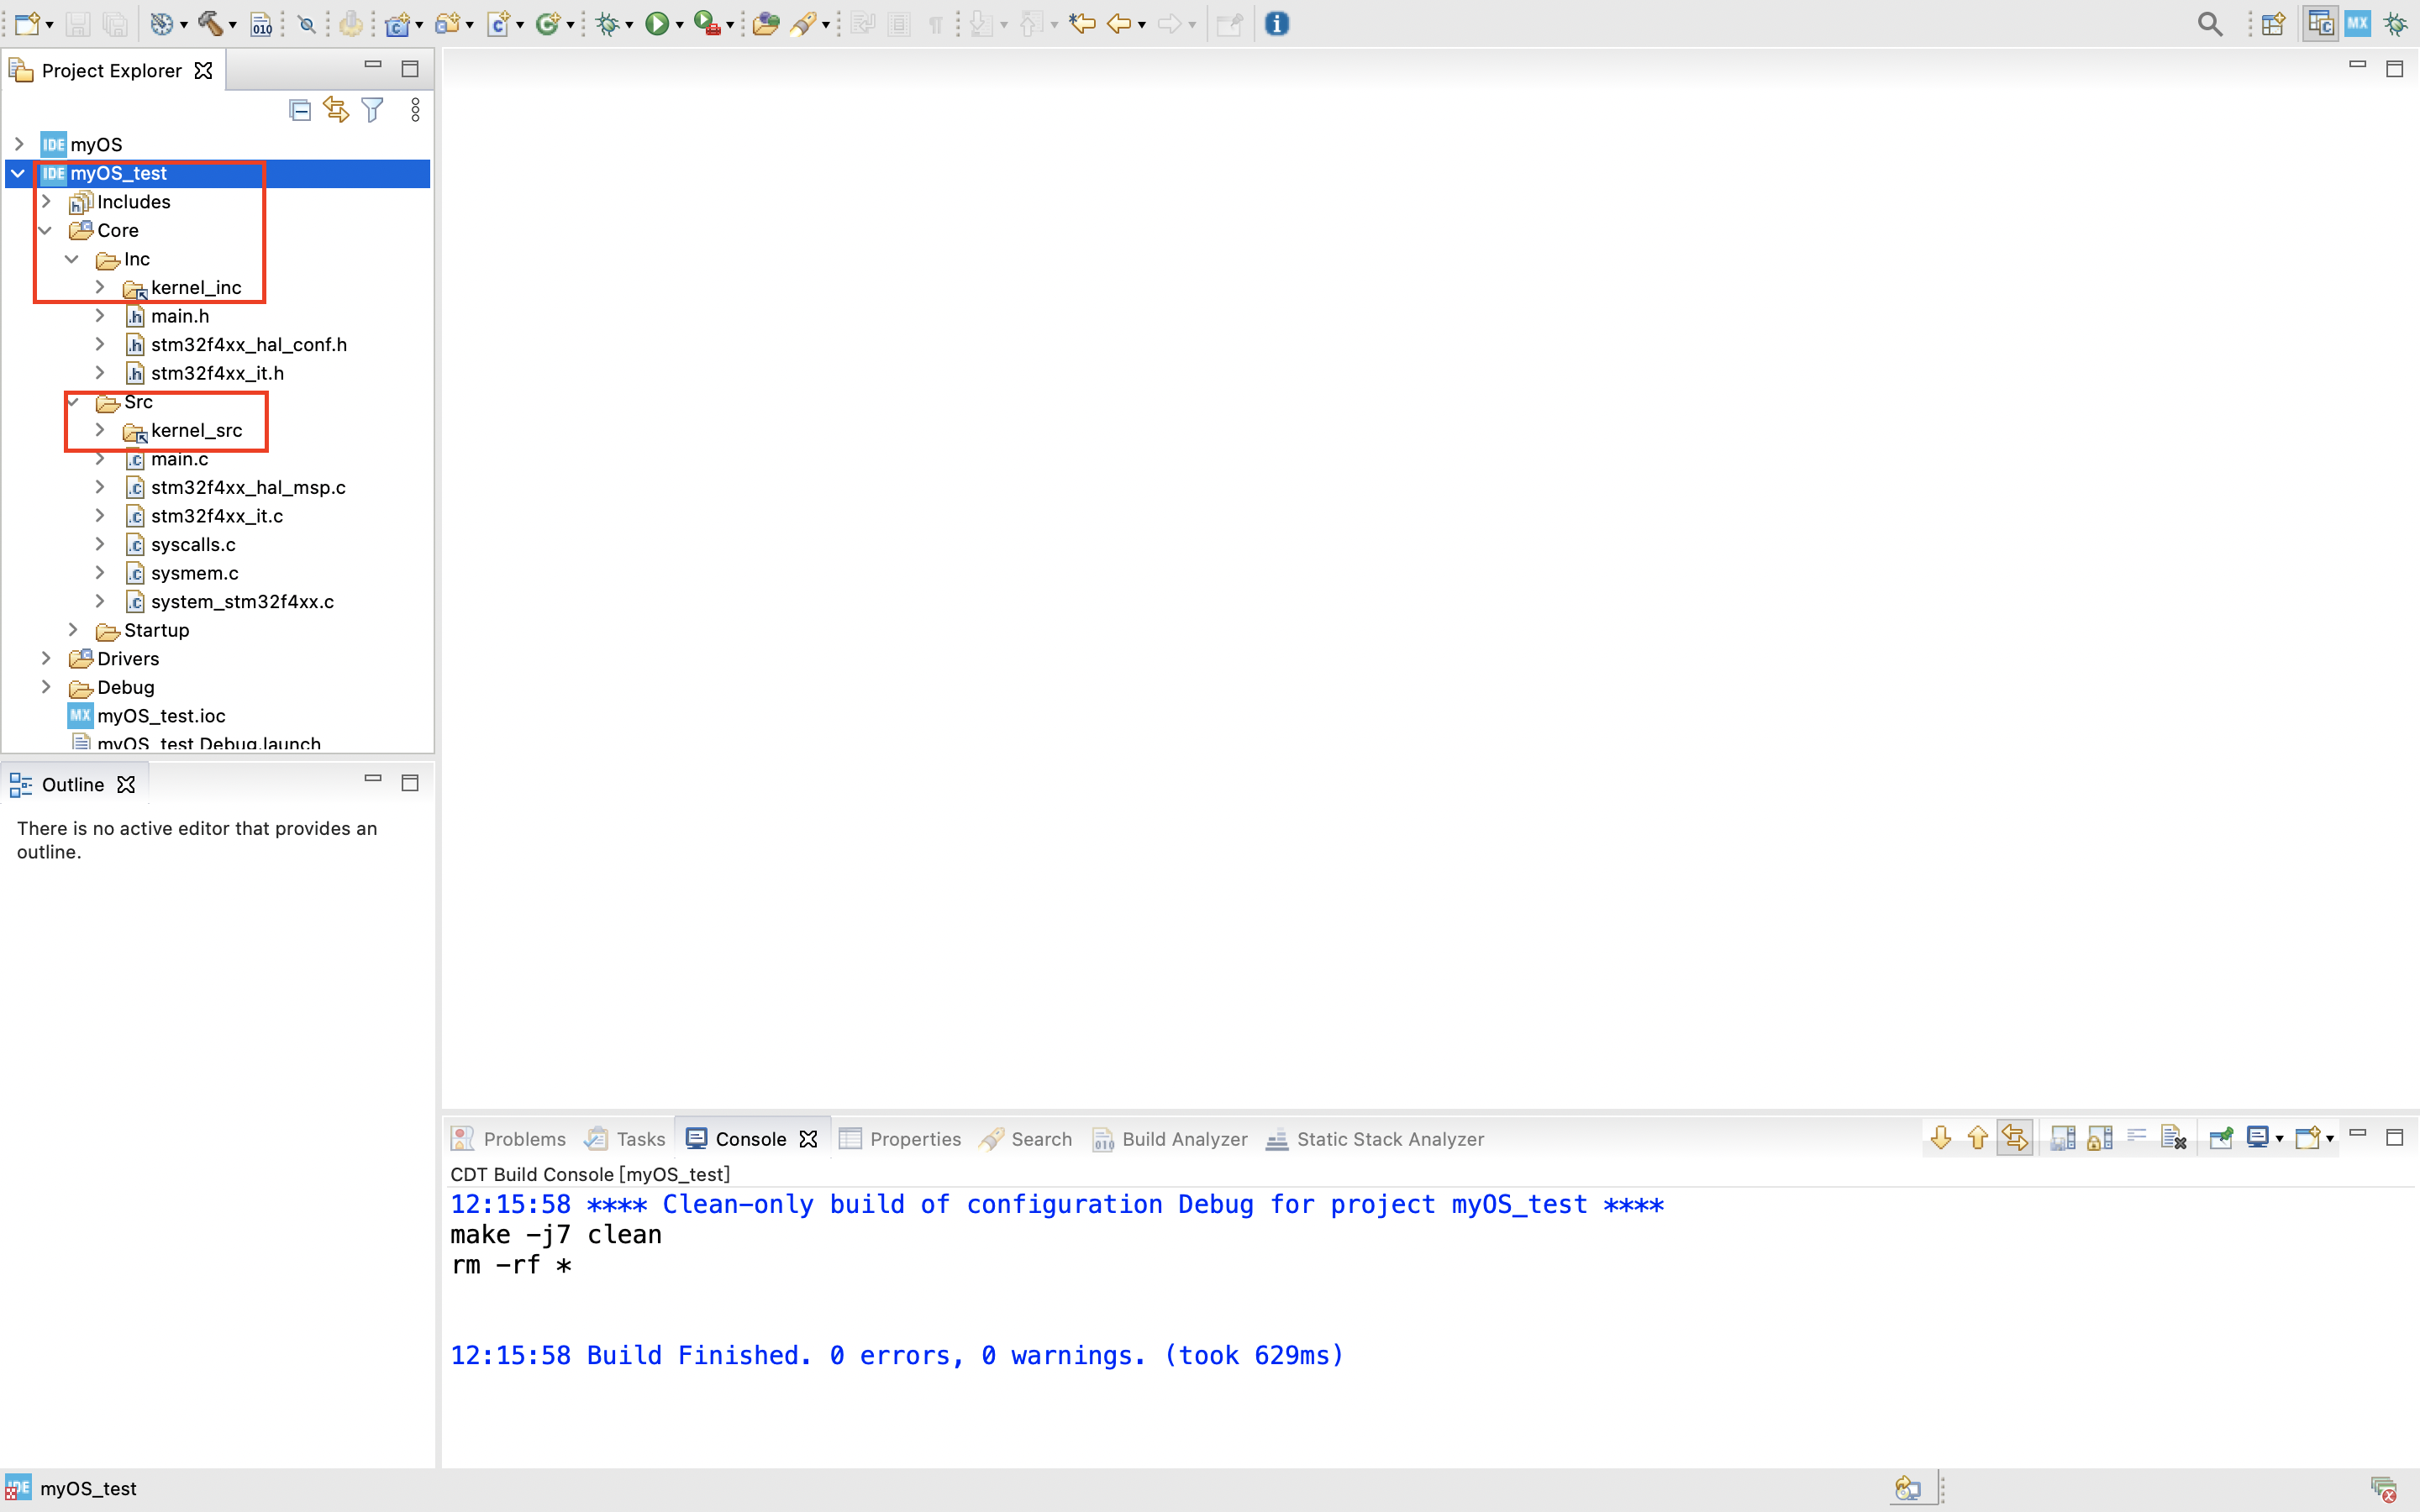 010
C
MX
Project Explorer
IDE myOS
IDE myOS_test
Includes
Core
Inc
kernel_inc
.h main.h
.h stm32f4xx_hal_conf.h
.h stm32f4xx_it.h
Src
kernel_src
.c main.c
.c stm32f4xx_hal_msp.c
.c stm32f4xx_it.c
.c syscalls.c
.c sysmem.c
.c system_stm32f4xx.c
Startup
Drivers
Debug
MX myOS_test.ioc
myOS_test Debug.launch
Outline
There is no active editor that provides an
outline.
Problems Tasks Console Properties Search 010 Build Analyzer Static Stack Analyzer
CDT Build Console [myOS_test]
12:15:58 **** Clean-only build of configuration Debug for project myOS_test ****
make -j7 clean
rm -rf *
12:15:58 Build Finished. 0 errors, 0 warnings. (took 629ms)
IDE myOS_test